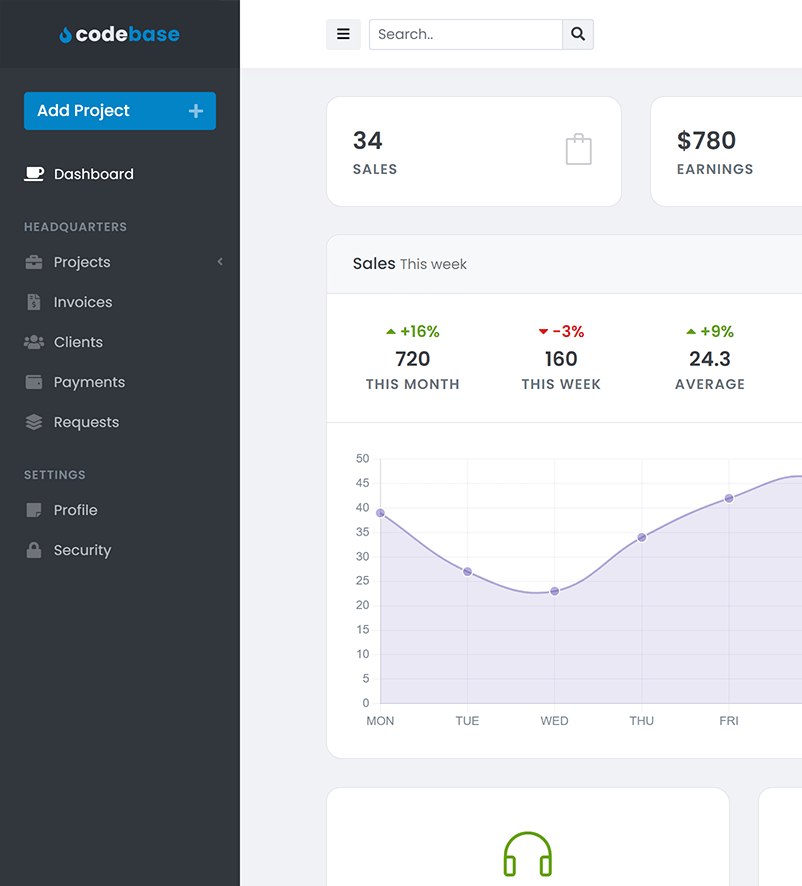 codebase
Search..
Add Project
Dashboard
HEADQUARTERS
Projects
Invoices
Clients
Payments
Requests
SETTINGS
Profile
Security
34
SALES
$780
EARNINGS
Sales This week
+16%
720
THIS MONTH
-3%
160
THIS WEEK
+9%
24.3
AVERAGE
50
45
40
35
30
25
20
15
10
5
0
MON TUE WED THU FRI